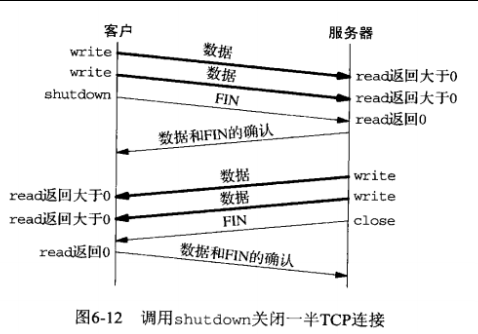 客户
服务器
write
数据
write
数据
read返回大于0
shutdown
FIN
read返回大于0
read返回0
数据和FIN的确认
数据
write
read返回大于0
数据
write
read返回大于0
FIN
close
read返回0
数据和FIN的确认
图6-12 调用shutdown关闭一半TCP连接